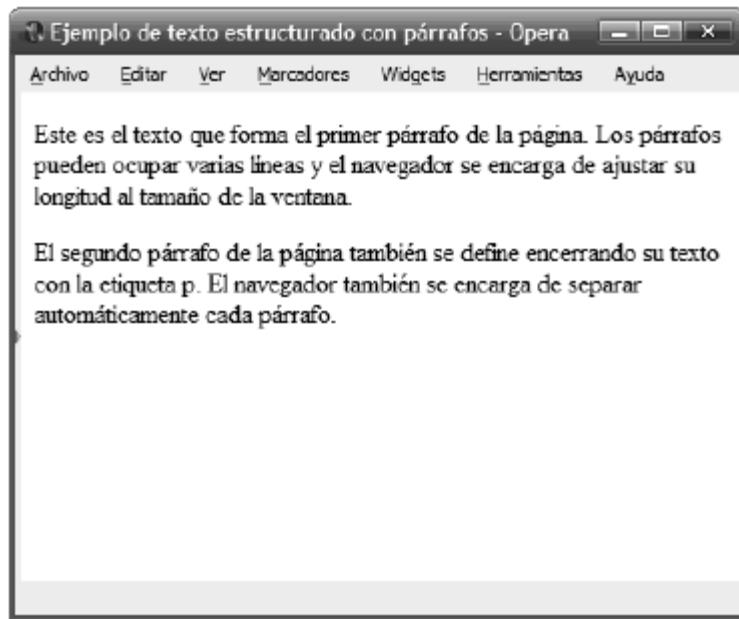 Ejemplo de texto estructurado con párrafos - Opera
Archivo Editar Ver Marcadores Widgets Herramientas Ayuda
Este es el texto que forma el primer párrafo de la página. Los párrafos
pueden ocupar varias líneas y el navegador se encarga de ajustar su
longitud al tamaño de la ventana.
El segundo párrafo de la página también se define encerrando su texto
con la etiqueta p. El navegador también se encarga de separar
automáticamente cada párrafo.